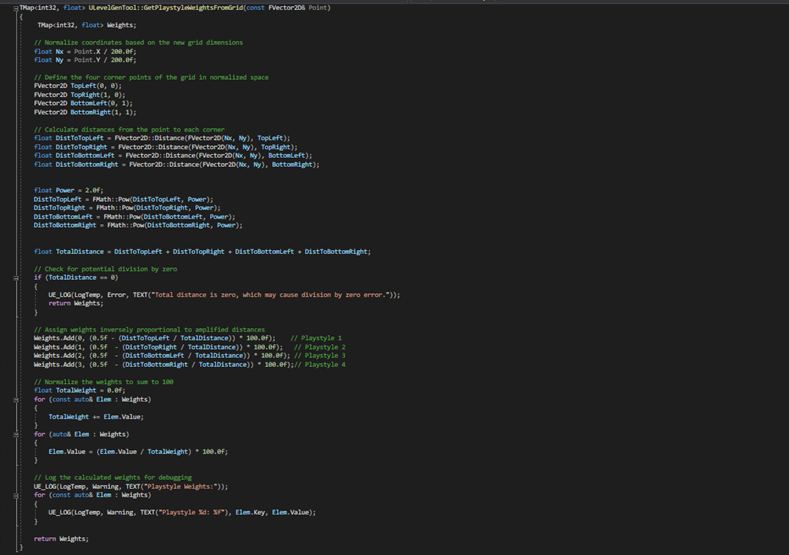 TMap<int32, float> ULevelGenTool::GetPlaystyleWeightsFromGrid(const FVector2D& Point)
{
TMap<int32, float> Weights;
// Normalize coordinates based on the new grid dimensions
float Nx = Point.X / 200.0f;
float Ny = Point.Y / 200.0f;
// Define the four corner points of the grid in normalized space
FVector2D TopLeft(0, 0);
FVector2D TopRight(1, 0);
FVector2D BottomLeft(0, 1);
FVector2D BottomRight(1, 1);
// Calculate distances from the point to each corner
float DistToTopLeft = FVector2D::Distance(FVector2D(Nx, Ny), TopLeft);
float DistToTopRight = FVector2D::Distance(FVector2D(Nx, Ny), TopRight);
float DistToBottomLeft = FVector2D::Distance(FVector2D(Nx, Ny), BottomLeft);
float DistToBottomRight = FVector2D::Distance(FVector2D(Nx, Ny), BottomRight);
float Power = 2.0f;
DistToTopLeft = FMath::Pow(DistToTopLeft, Power);
DistToTopRight = FMath::Pow(DistToTopRight, Power);
DistToBottomLeft = FMath::Pow(DistToBottomLeft, Power);
DistToBottomRight = FMath::Pow(DistToBottomRight, Power);
float TotalDistance = DistToTopLeft + DistToTopRight + DistToBottomLeft + DistToBottomRight;
// Check for potential division by zero
if (TotalDistance == 0)
{
UE_LOG(LogTemp, Error, TEXT("Total distance is zero, which may cause division by zero error."));
return Weights;
}
// Assign weights inversely proportional to amplified distances
Weights.Add(0, (0.5f - (DistToTopLeft / TotalDistance)) * 100.0f);    // Playstyle 1
Weights.Add(1, (0.5f  - (DistToTopRight / TotalDistance)) * 100.0f);   // Playstyle 2
Weights.Add(2, (0.5f  - (DistToBottomLeft / TotalDistance)) * 100.0f); // Playstyle 3
Weights.Add(3, (0.5f  - (DistToBottomRight / TotalDistance)) * 100.0f);// Playstyle 4
// Normalize the weights to sum to 100
float TotalWeight = 0.0f;
for (const auto& Elem : Weights)
{
TotalWeight += Elem.Value;
}
for (auto& Elem : Weights)
{
Elem.Value = (Elem.Value / TotalWeight) * 100.0f;
}
// Log the calculated weights for debugging
UE_LOG(LogTemp, Warning, TEXT("Playstyle Weights:"));
for (const auto& Elem : Weights)
{
UE_LOG(LogTemp, Warning, TEXT("Playstyle %d: %f"), Elem.Key, Elem.Value);
}
return Weights;
}